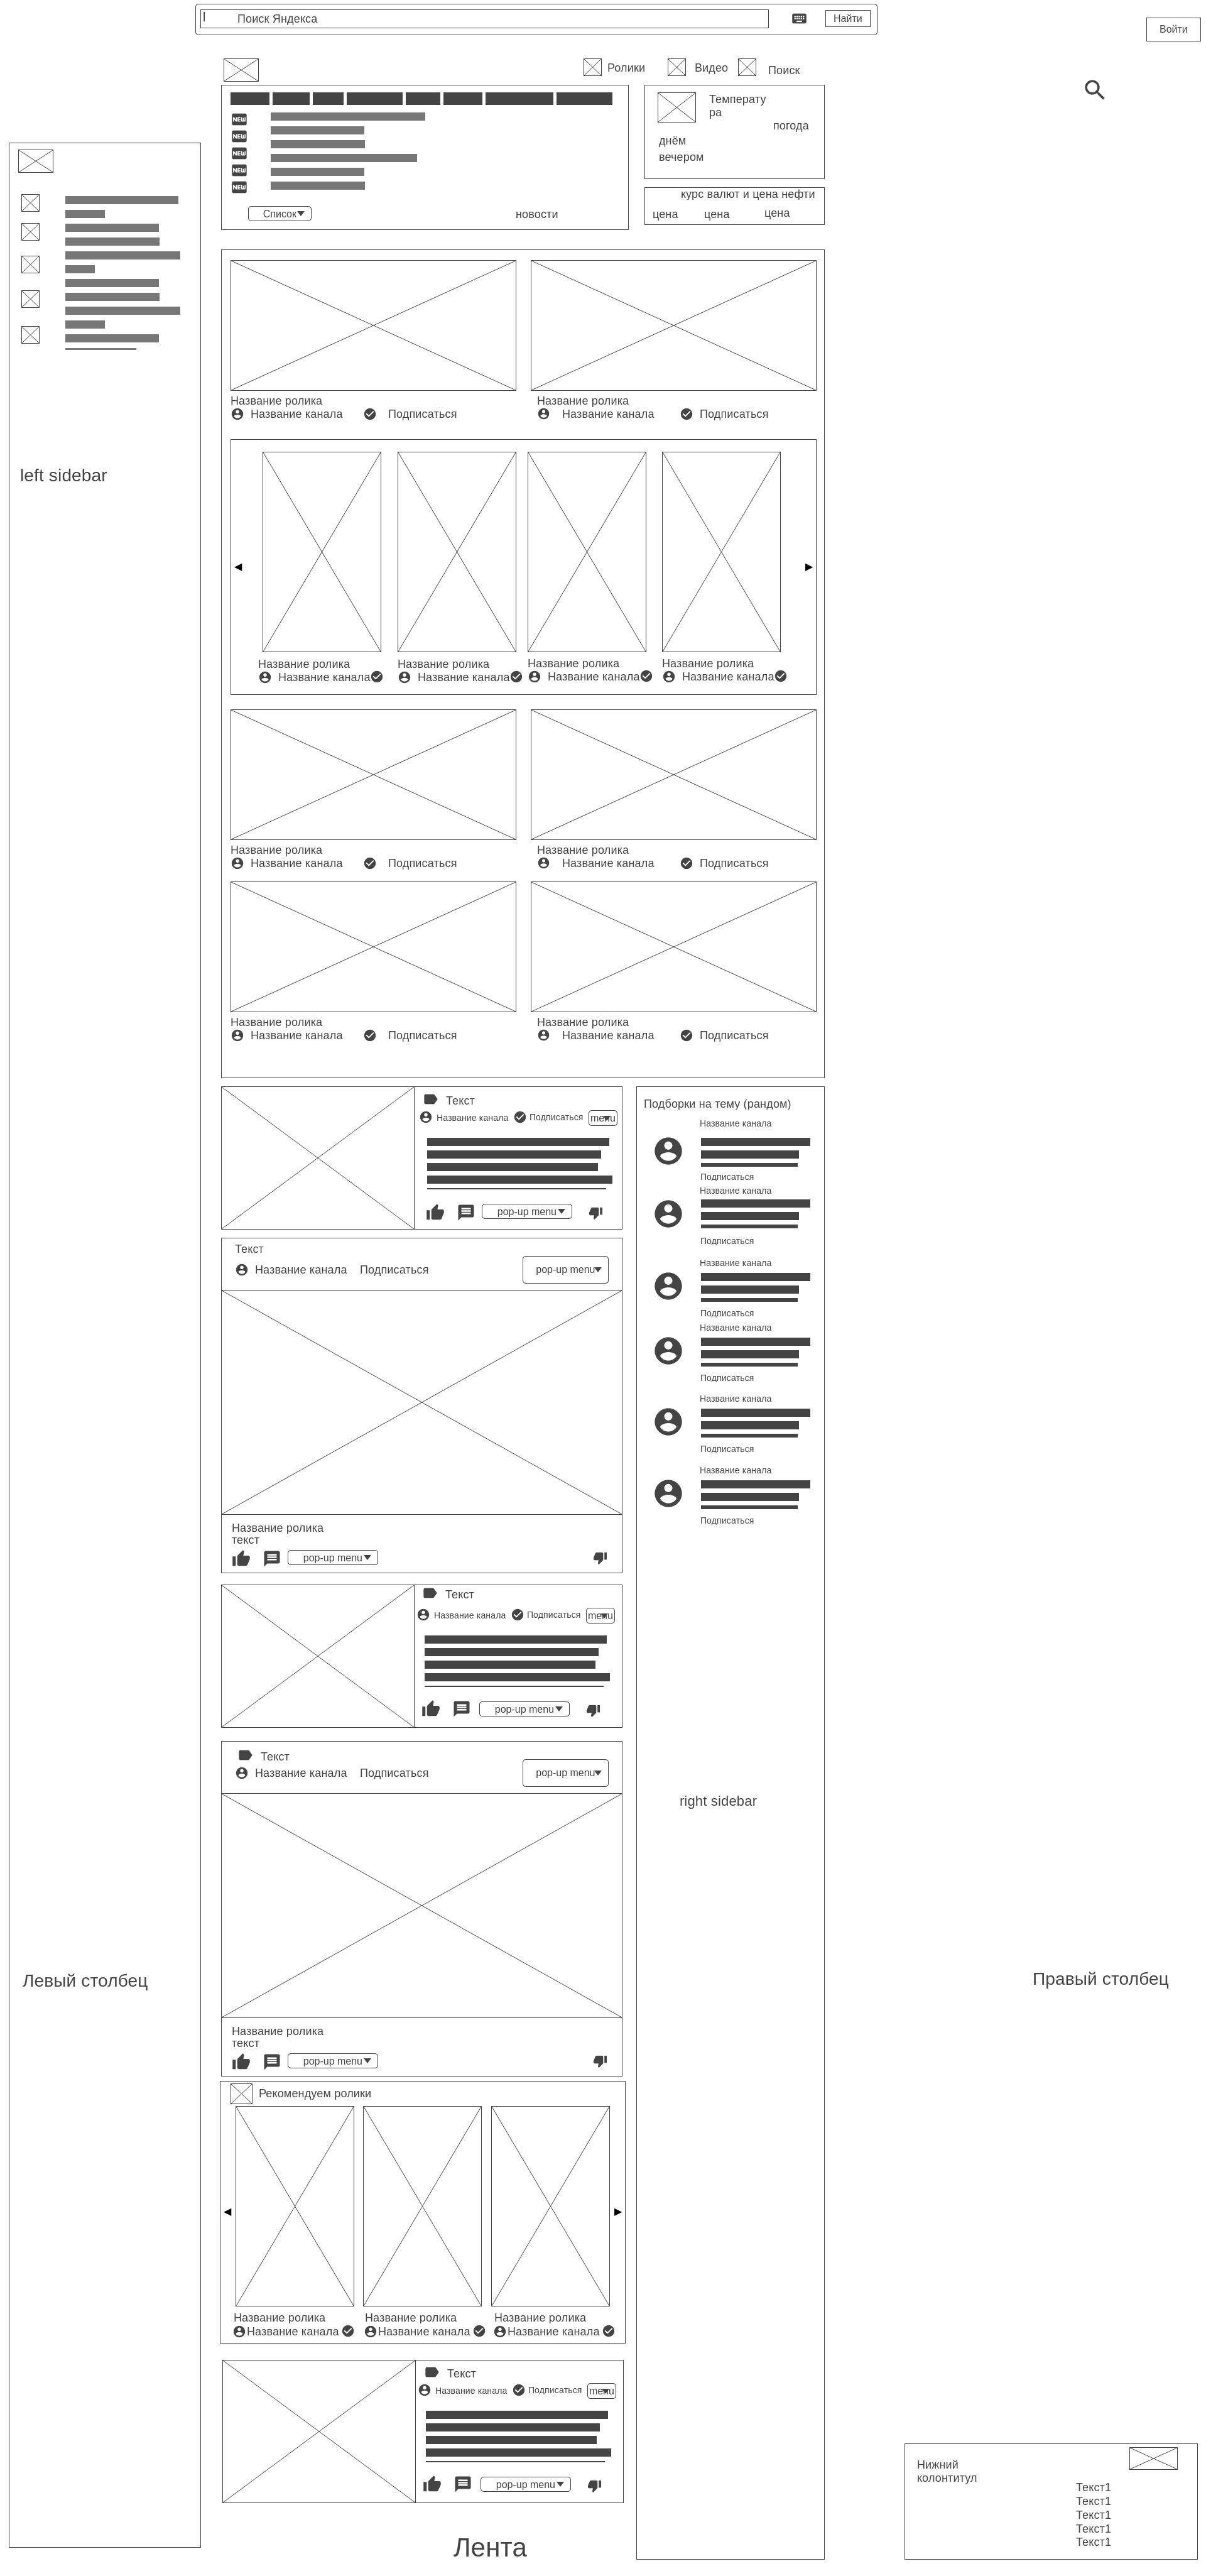 Поиск Яндекса
Найти
Войти
Ролики
Видео
Поиск
NEW
NEW
NEW
NEW
NEW
Список
новости
Температу
ра
погода
днём
вечером
курс валют и цена нефти
цена
цена
цена
left sidebar
Название ролика
Название канала
Подписаться
Название ролика
Название канала
Подписаться
Название ролика
Название канала
Название ролика
Название канала
Название ролика
Название канала
Название ролика
Название канала
Название ролика
Название канала
Подписаться
Название ролика
Название канала
Подписаться
Название ролика
Название канала
Подписаться
Название ролика
Название канала
Подписаться
Текст
Название канала
Подписаться
menu
pop-up menu
Текст
Название канала
Подписаться
pop-up menu
Название ролика
текст
pop-up menu
Текст
Название канала
Подписаться
menu
pop-up menu
Текст
Название канала
Подписаться
pop-up menu
Название ролика
текст
pop-up menu
Рекомендуем ролики
Название ролика
Название канала
Название ролика
Название канала
Название ролика
Название канала
Текст
Название канала
Подписаться
menu
pop-up menu
Лента
Подборки на тему (рандом)
Название канала
Подписаться
Название канала
Подписаться
Название канала
Подписаться
Название канала
Подписаться
Название канала
Подписаться
Название канала
Подписаться
right sidebar
Левый столбец
Правый столбец
Нижний
колонтитул
Текст1
Текст1
Текст1
Текст1
Текст1